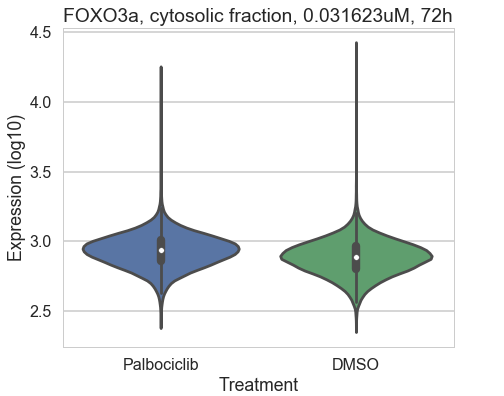 FOXO3a, cytosolic fraction, 0.031623uM, 72h
4.5
4.0
3.5
3.0
2.5
Expression (log10)
Palbociclib DMSO
Treatment